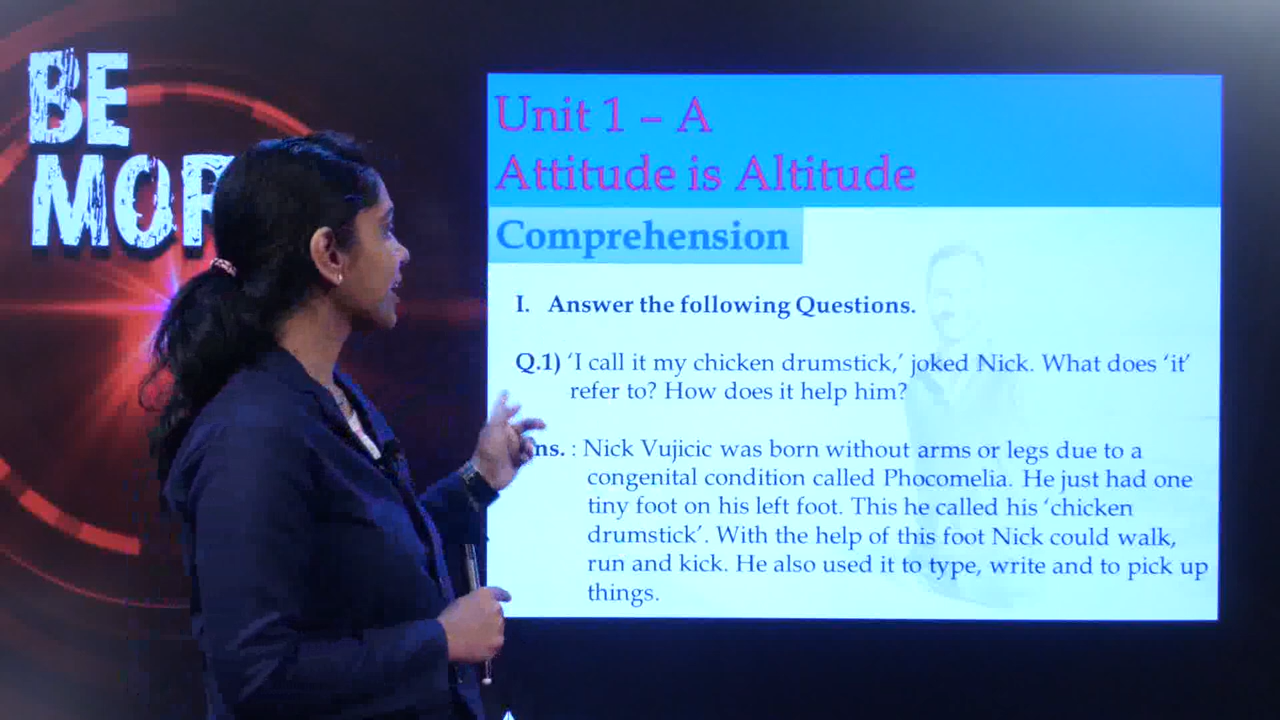 BE
MOR
Unit 1 – A
Attitude is Altitude
Comprehension
I. Answer the following Questions.
Q.1) ‘I call it my chicken drumstick,’ joked Nick. What does ‘it’
refer to? How does it help him?
ns. : Nick Vujicic was born without arms or legs due to a
congenital condition called Phocomelia. He just had one
tiny foot on his left foot. This he called his ‘chicken
drumstick’. With the help of this foot Nick could walk,
run and kick. He also used it to type, write and to pick up
things.